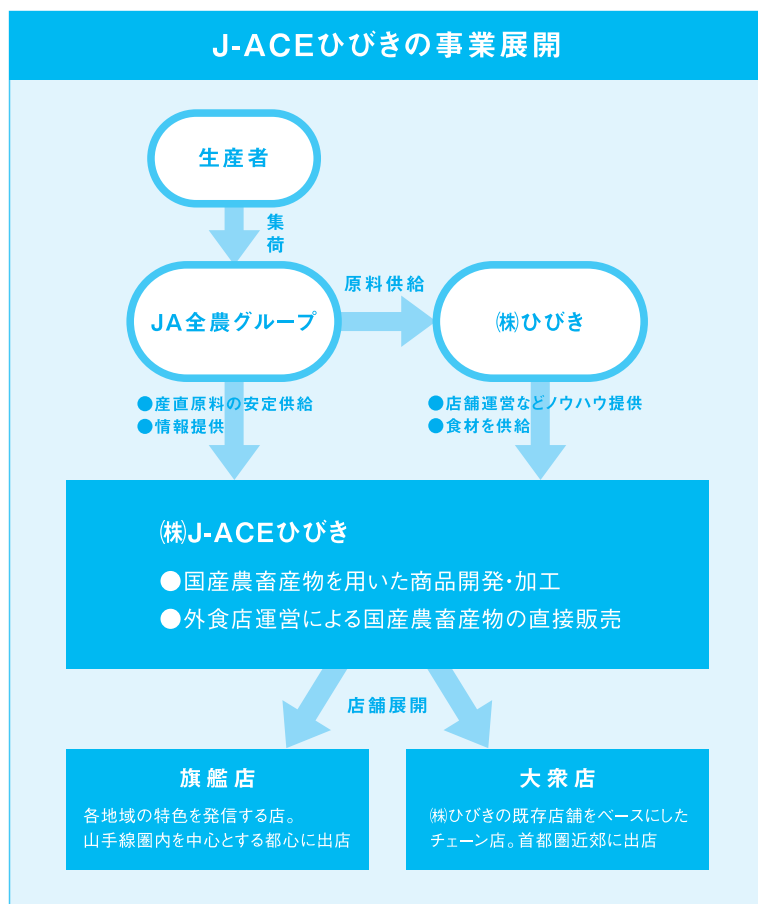 J-ACEひびきの事業展開
生産者
集荷
JA全農グループ
原料供給
㈱ひびき
●産直原料の安定供給
●情報提供
●店舗運営などノウハウ提供
●食材を供給
㈱J-ACEひびき
●国産農畜産物を用いた商品開発・加工
●外食店運営による国産農畜産物の直接販売
店舗展開
旗艦店
各地域の特色を発信する店。
山手線圏内を中心とする都心に出店
大衆店
㈱ひびきの既存店舗をベースにした
チェーン店。首都圏近郊に出店